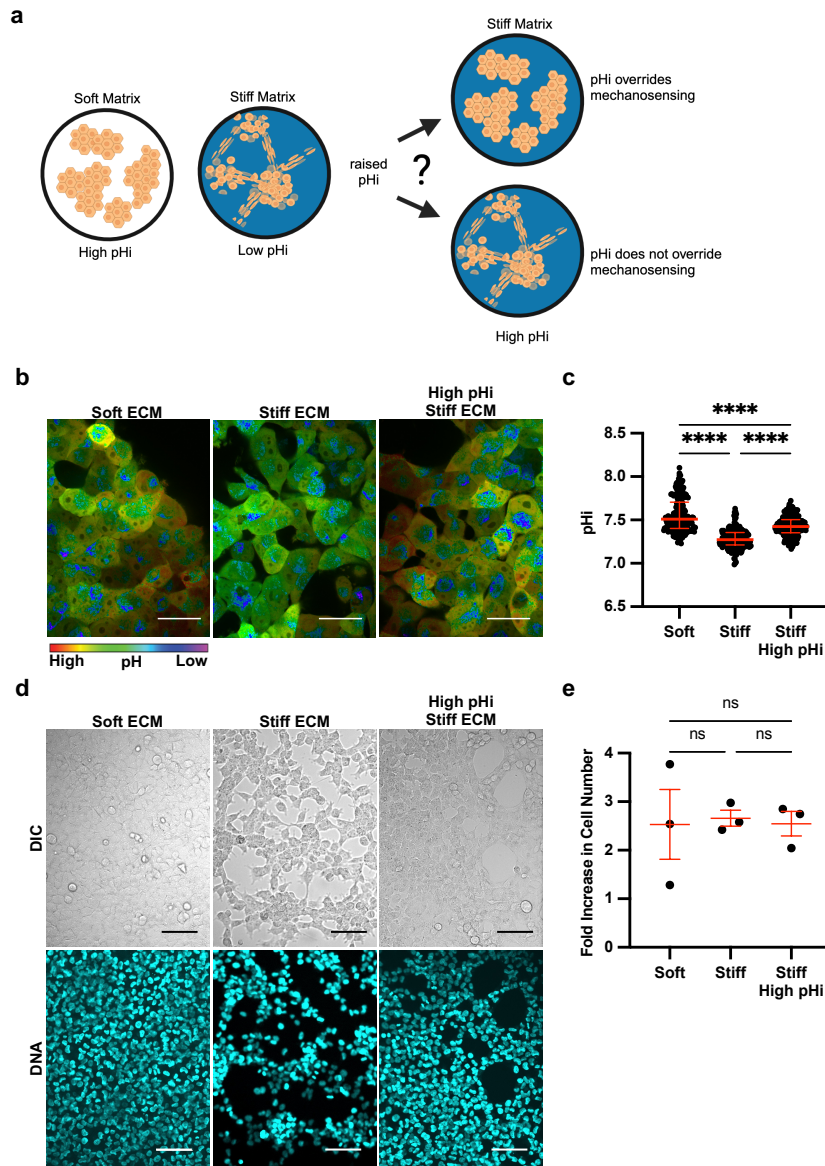 a
Soft Matrix
High pHi
Stiff Matrix
Low pHi
raised
pHi
?
Stiff Matrix
pHi overrides
mechanosensing
pHi does not override
mechanosensing
High pHi
b
Soft ECM
Stiff ECM
High pHi
Stiff ECM
High pH Low
c
****
**** ****
pHi
8.5
8.0
7.5
7.0
6.5
Soft
Stiff
Stiff
High pHi
d
Soft ECM
Stiff ECM
High pHi
Stiff ECM
DIC
DNA
e
ns
ns ns
Fold Increase in Cell Number
4
3
2
1
0
Soft
Stiff
Stiff
High pHi